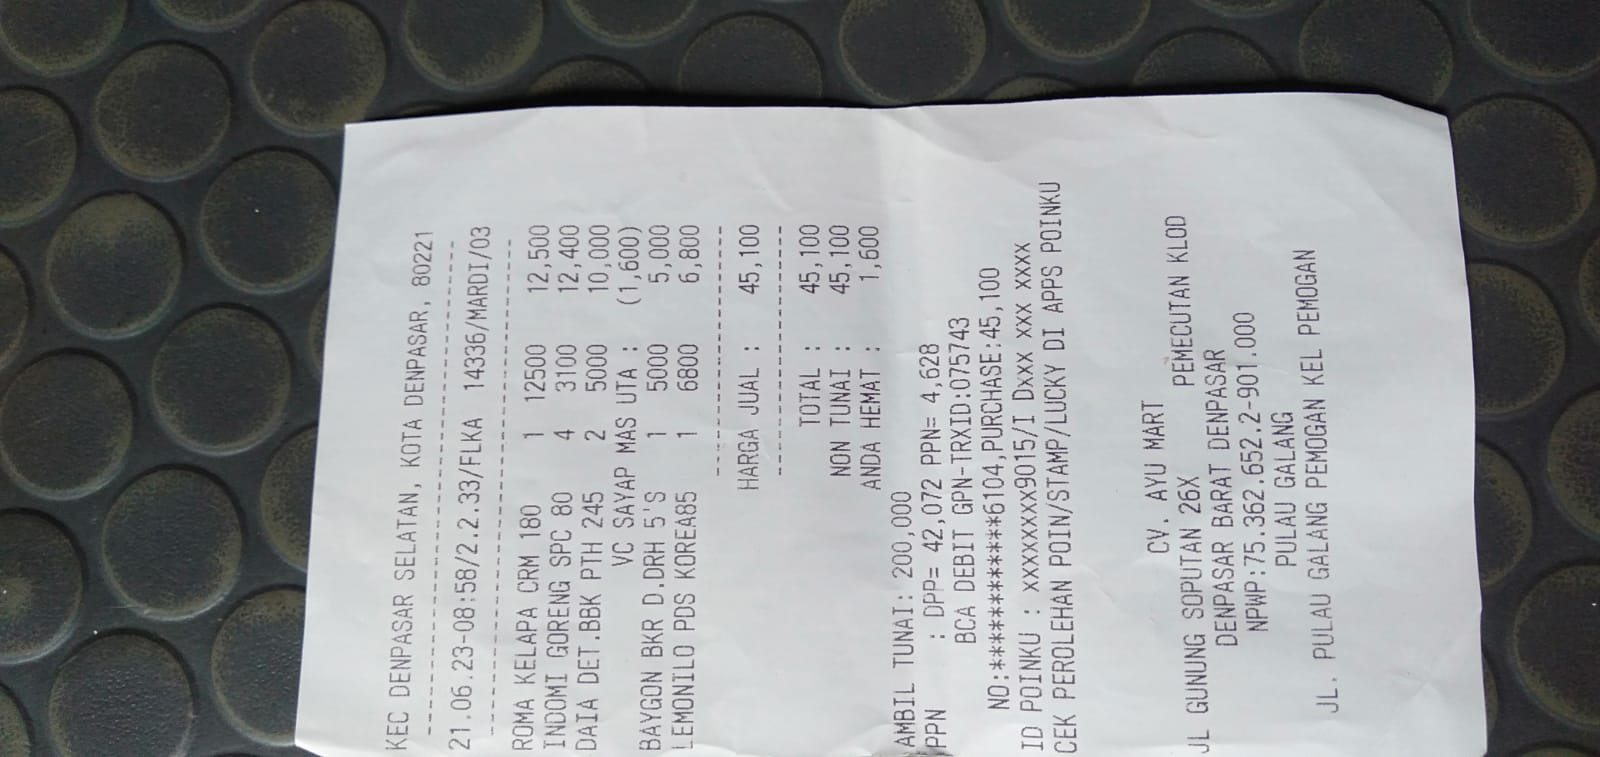 KEC DENPASAR SELATAN, KOTA DENPASAR, 80221
21.06.23-08:58/2.2.33/FLKA 14336/MARDI/03
ROMA KELAPA CRM 180 1 12500 12,500
INDOMI GORENG SPC 80 4 3100 12,400
DAIA DET.BBK PTH 245 2 5000 10,000
VC SAYAP MAS UTA : (1,600)
BAYGON BKR D.DRH 5'S 1 5000 5,000
LEMONILO PDS KOREA85 1 6800 6,800
HARGA JUAL : 45,100
TOTAL : 45,100
NON TUNAI : 45,100
ANDA HEMAT : 1,600
AMBIL TUNAI: 200,000
PPN : DPP= 42,072 PPN= 4,628
BCA DEBIT GPN-TRXID:075743
NO:************6104,PURCHASE:45,100
ID POINKU : xxxxxxxx9015/I Dxxx xxx xxxx
CEK PEROLEHAN POIN/STAMP/LUCKY DI APPS POINKU
CV. AYU MART
JL GUNUNG SOPUTAN 26X PEMECUTAN KLOD
DENPASAR BARAT DENPASAR
NPWP:75.362.652.2-901.000
PULAU GALANG
JL. PULAU GALANG PEMOGAN KEL PEMOGAN